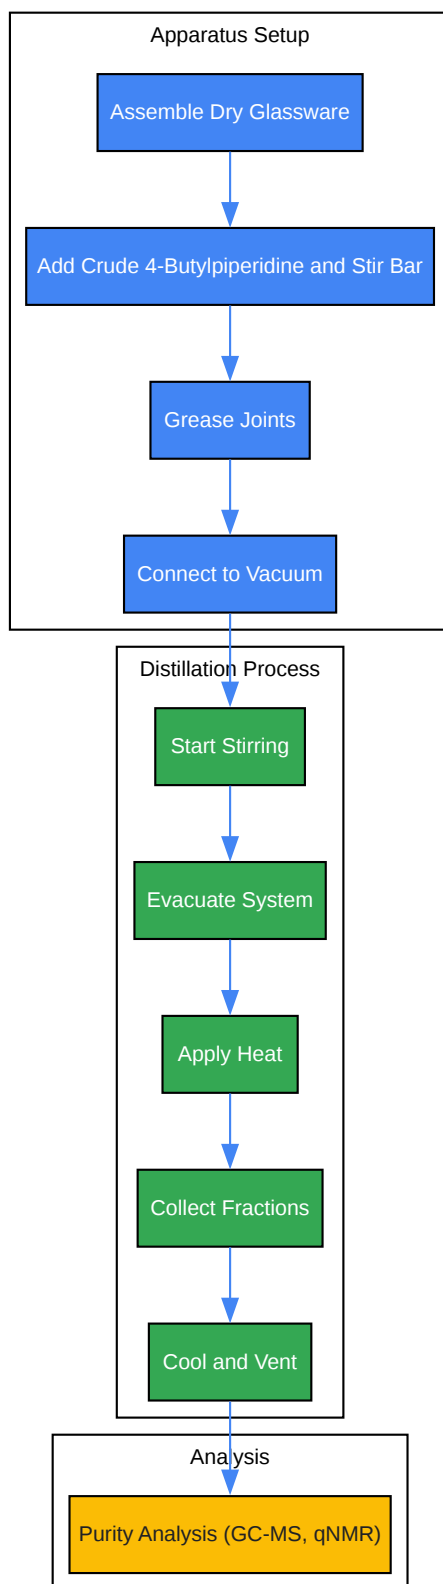 Apparatus Setup
Assemble Dry Glassware
Add Crude 4-Butylpiperidine and Stir Bar
Grease Joints
Connect to Vacuum
Distillation Process
Start Stirring
Evacuate System
Apply Heat
Collect Fractions
Cool and Vent
Analysis
Purity Analysis (GC-MS, qNMR)